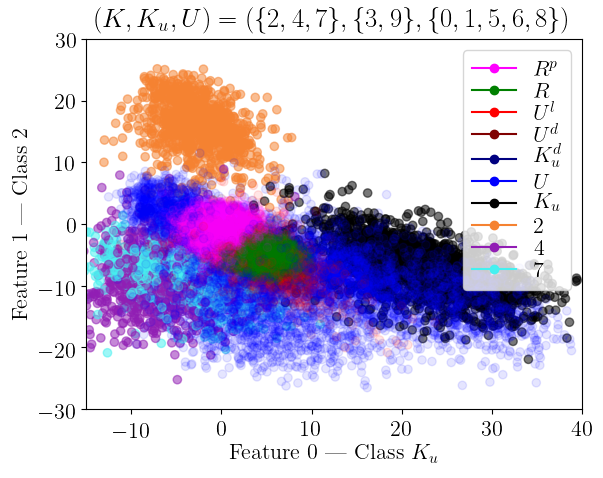 (K, K_u, U) = ({2, 4, 7}, {3, 9}, {0, 1, 5, 6, 8})
30
20
10
0
−10
−20
−30
Feature 1 — Class 2
R^p
R
U^l
U^d
K_u^d
U
K_u
2
4
7
−10
0
10
20
30
40
Feature 0 — Class K_u